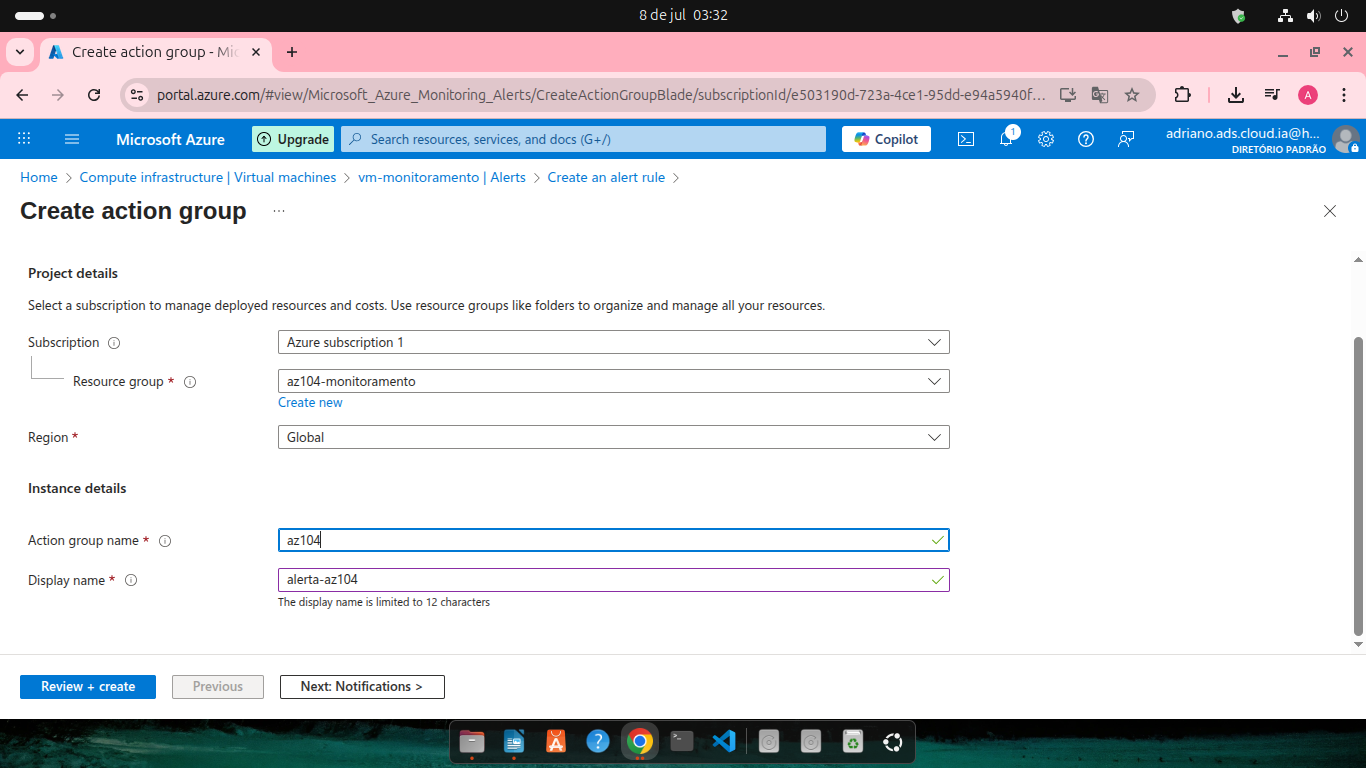 8 de jul 03:32
Create action group - Mic
portal.azure.com/#view/Microsoft_Azure_Monitoring_Alerts/CreateActionGroupBlade/subscriptionId/e503190d-723a-4ce1-95dd-e94a5940f...
A
Microsoft Azure
Upgrade
Search resources, services, and docs (G+/)
Copilot
1
adriano.ads.cloud.ia@h...
DIRETÓRIO PADRÃO
Home > Compute infrastructure | Virtual machines > vm-monitoramento | Alerts > Create an alert rule >
Create action group ...
Project details
Select a subscription to manage deployed resources and costs. Use resource groups like folders to organize and manage all your resources.
Subscription
Azure subscription 1
Resource group *
az104-monitoramento
Create new
Region *
Global
Instance details
Action group name *
az104
Display name *
alerta-az104
The display name is limited to 12 characters
Review + create
Previous
Next: Notifications >